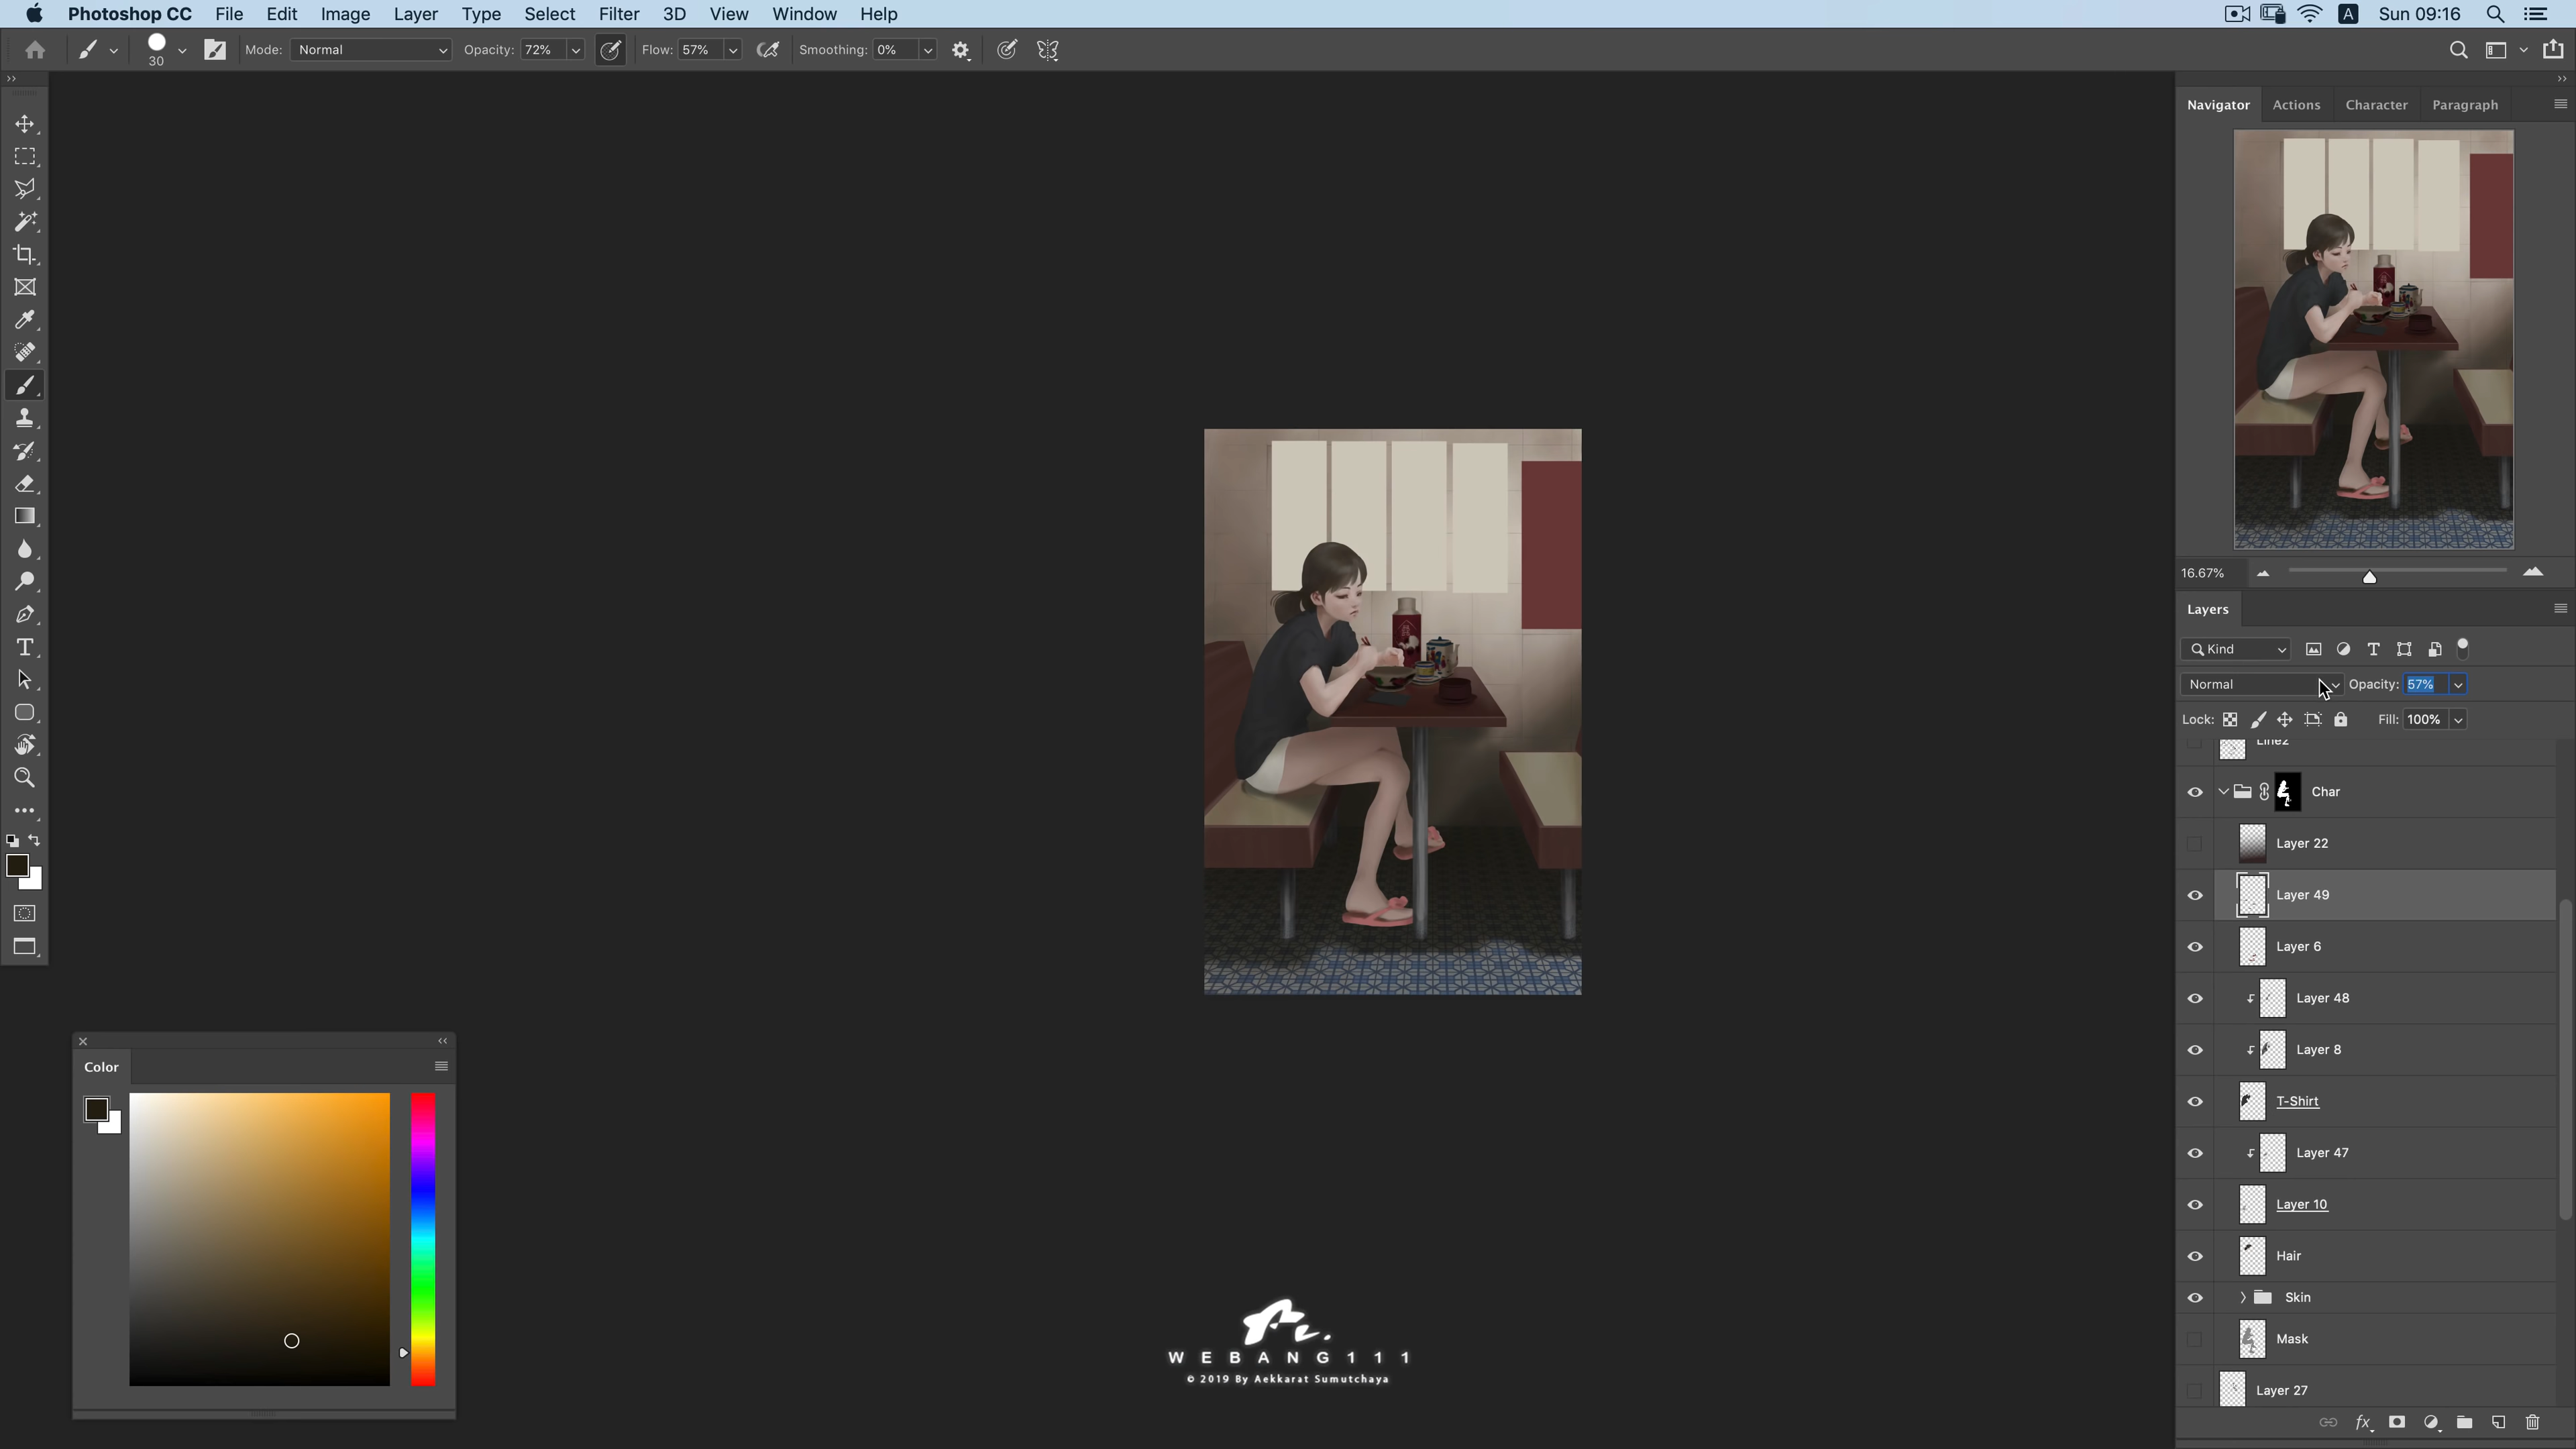 Photoshop CC File Edit Image Layer Type Select Filter 3D View Window Help A Sun 09:16
30 Mode: Normal Opacity: 72% Flow: 57% Smoothing: 0%
Navigator Actions Character Paragraph
16.67%
Layers
Kind
Normal Opacity: 57%
Lock: Fill: 100%
Line2
Char
Layer 22
Layer 49
Layer 6
Layer 48
Layer 8
T-Shirt
Layer 47
Layer 10
Hair
Skin
Mask
Layer 27
fx
Color
WEBANG111
© 2019 By Aekkarat Sumutchaya